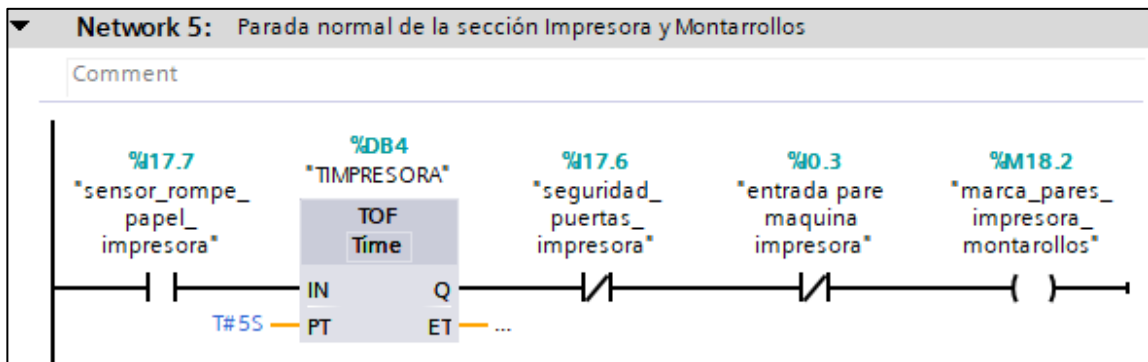 Network 5: Parada normal de la sección Impresora y Montarrollos
Comment
%I17.7
"sensor_rompe_
papel_
impresora"
%DB4
"TIMPRESORA"
TOF
Time
IN
Q
T#5S
PT
ET
...
%I17.6
"seguridad_
puertas_
impresora"
%I0.3
"entrada pare
maquina
impresora"
%M18.2
"marca_pares_
impresora_
montarollos"